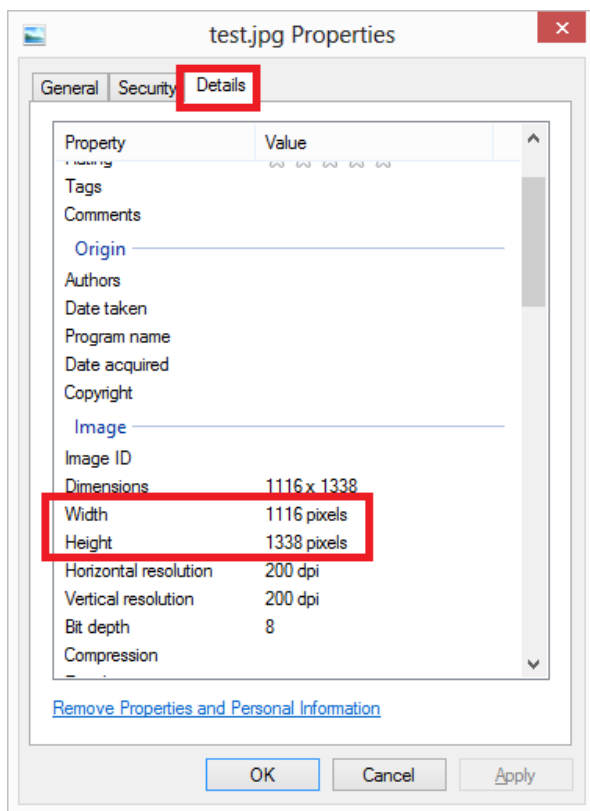 test.jpg Properties
General Security Details
Property Value
Rating
Tags
Comments
Origin
Authors
Date taken
Program name
Date acquired
Copyright
Image
Image ID
Dimensions 1116 x 1338
Width 1116 pixels
Height 1338 pixels
Horizontal resolution 200 dpi
Vertical resolution 200 dpi
Bit depth 8
Compression
Remove Properties and Personal Information
OK Cancel Apply